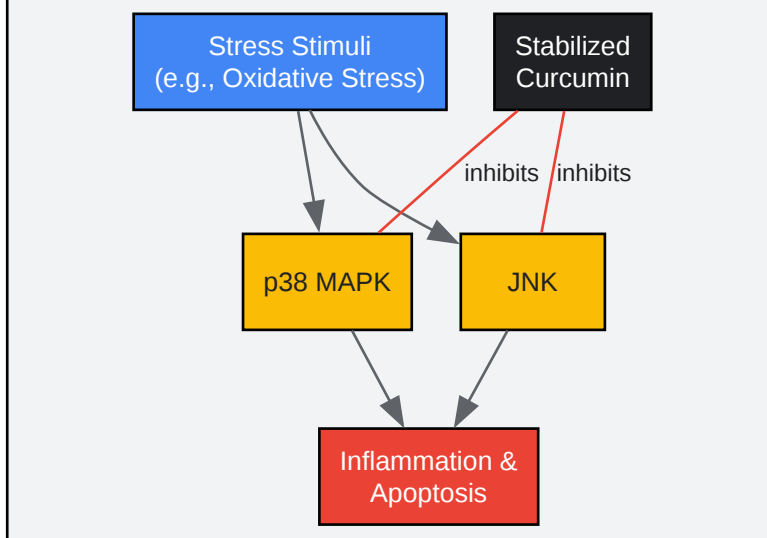 Stress Stimuli
(e.g., Oxidative Stress)
Stabilized
Curcumin
inhibits
inhibits
p38 MAPK
JNK
Inflammation &
Apoptosis